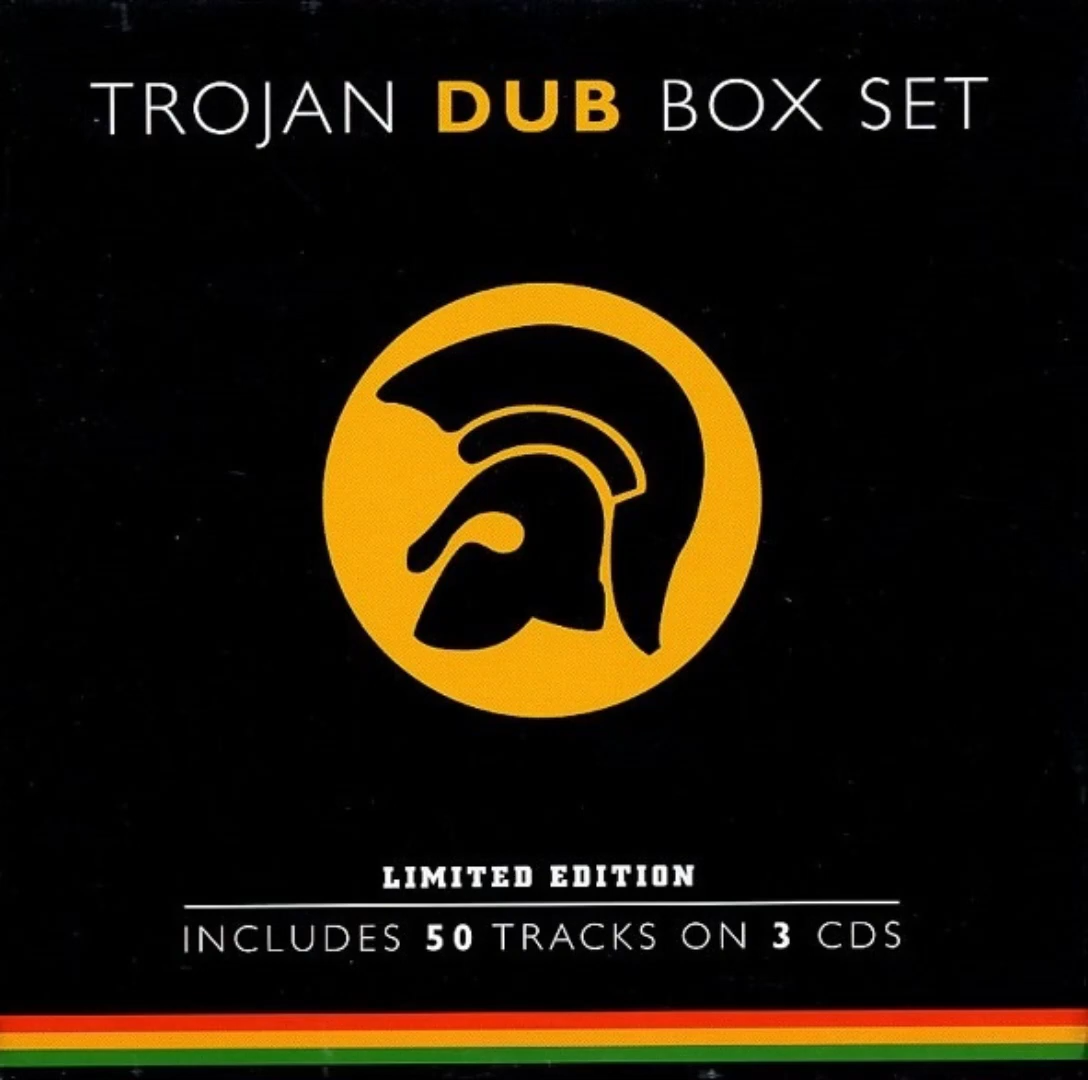 TROJAN DUB BOX SET
LIMITED EDITION
INCLUDES 50 TRACKS ON 3 CDS